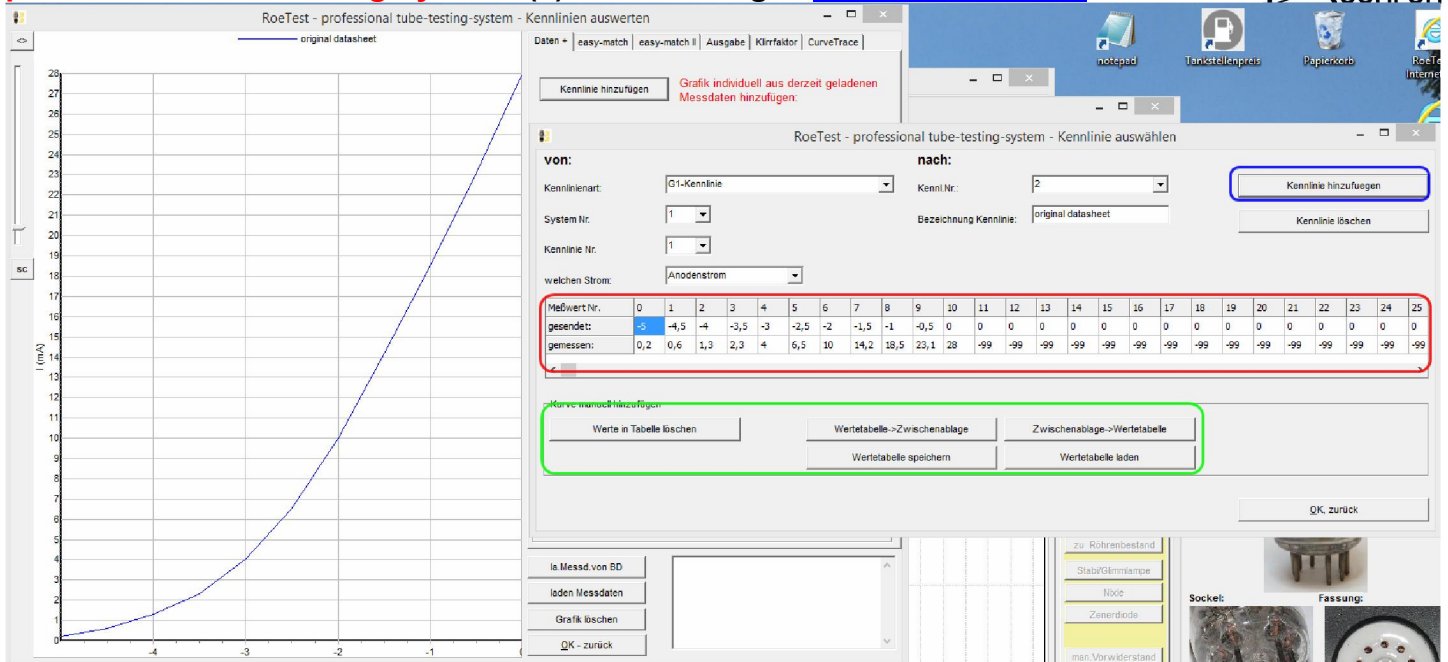 RoeTest - professional tube-testing-system - Kennlinien auswerten
<>
original datasheet
28
27
26
25
24
23
22
21
20
19
18
17
16
15
14
13
12
11
10
9
8
7
6
5
4
3
2
1
0
I (mA)
-4 -3 -2 -1
SC
Daten + easy-match easy-match II Ausgabe Klirrfaktor CurveTrace
Kennlinie hinzufügen
Grafik individuell aus derzeit geladenen
Messdaten hinzufügen:
notepad Tankstellenpreis Papierkorb
RoeTest - professional tube-testing-system - Kennlinie auswählen
von: nach:
Kennlinienart: G1-Kennlinie Kennl.Nr.: 2 Kennlinie hinzufuegen
System Nr. 1 Bezeichnung Kennlinie: original datasheet Kennlinie löschen
Kennlinie Nr. 1
welchen Strom: Anodenstrom
Meßwert Nr. 0 1 2 3 4 5 6 7 8 9 10 11 12 13 14 15 16 17 18 19 20 21 22 23 24 25
gesendet: -5 -4,5 -4 -3,5 -3 -2,5 -2 -1,5 -1 -0,5 0 0 0 0 0 0 0 0 0 0 0 0 0 0 0 0
gemessen: 0,2 0,6 1,3 2,3 4 6,5 10 14,2 18,5 23,1 28 -99 -99 -99 -99 -99 -99 -99 -99 -99 -99 -99 -99 -99 -99 -99
Kurve manuell hinzufügen
Werte in Tabelle löschen Wertetabelle->Zwischenablage Zwischenablage->Wertetabelle
Wertetabelle speichern Wertetabelle laden
OK, zurück
la.Messd.von BD
laden Messdaten
Grafik löschen
OK - zurück
zu Röhrenbestand
Stabi/Glimmlampe
Nixie
Zenerdiode
man.Vorwiderstand
Sockel: Fassung: